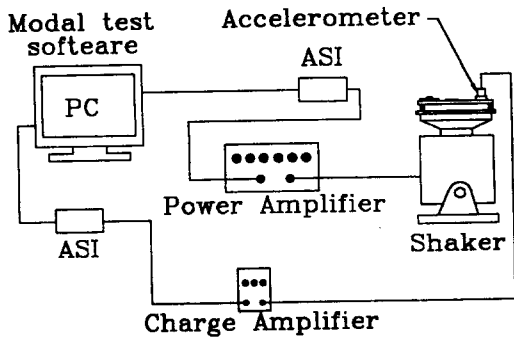 Modal test
softeare
Accelerometer
ASI
PC
Power Amplifier
Shaker
ASI
Charge Amplifier